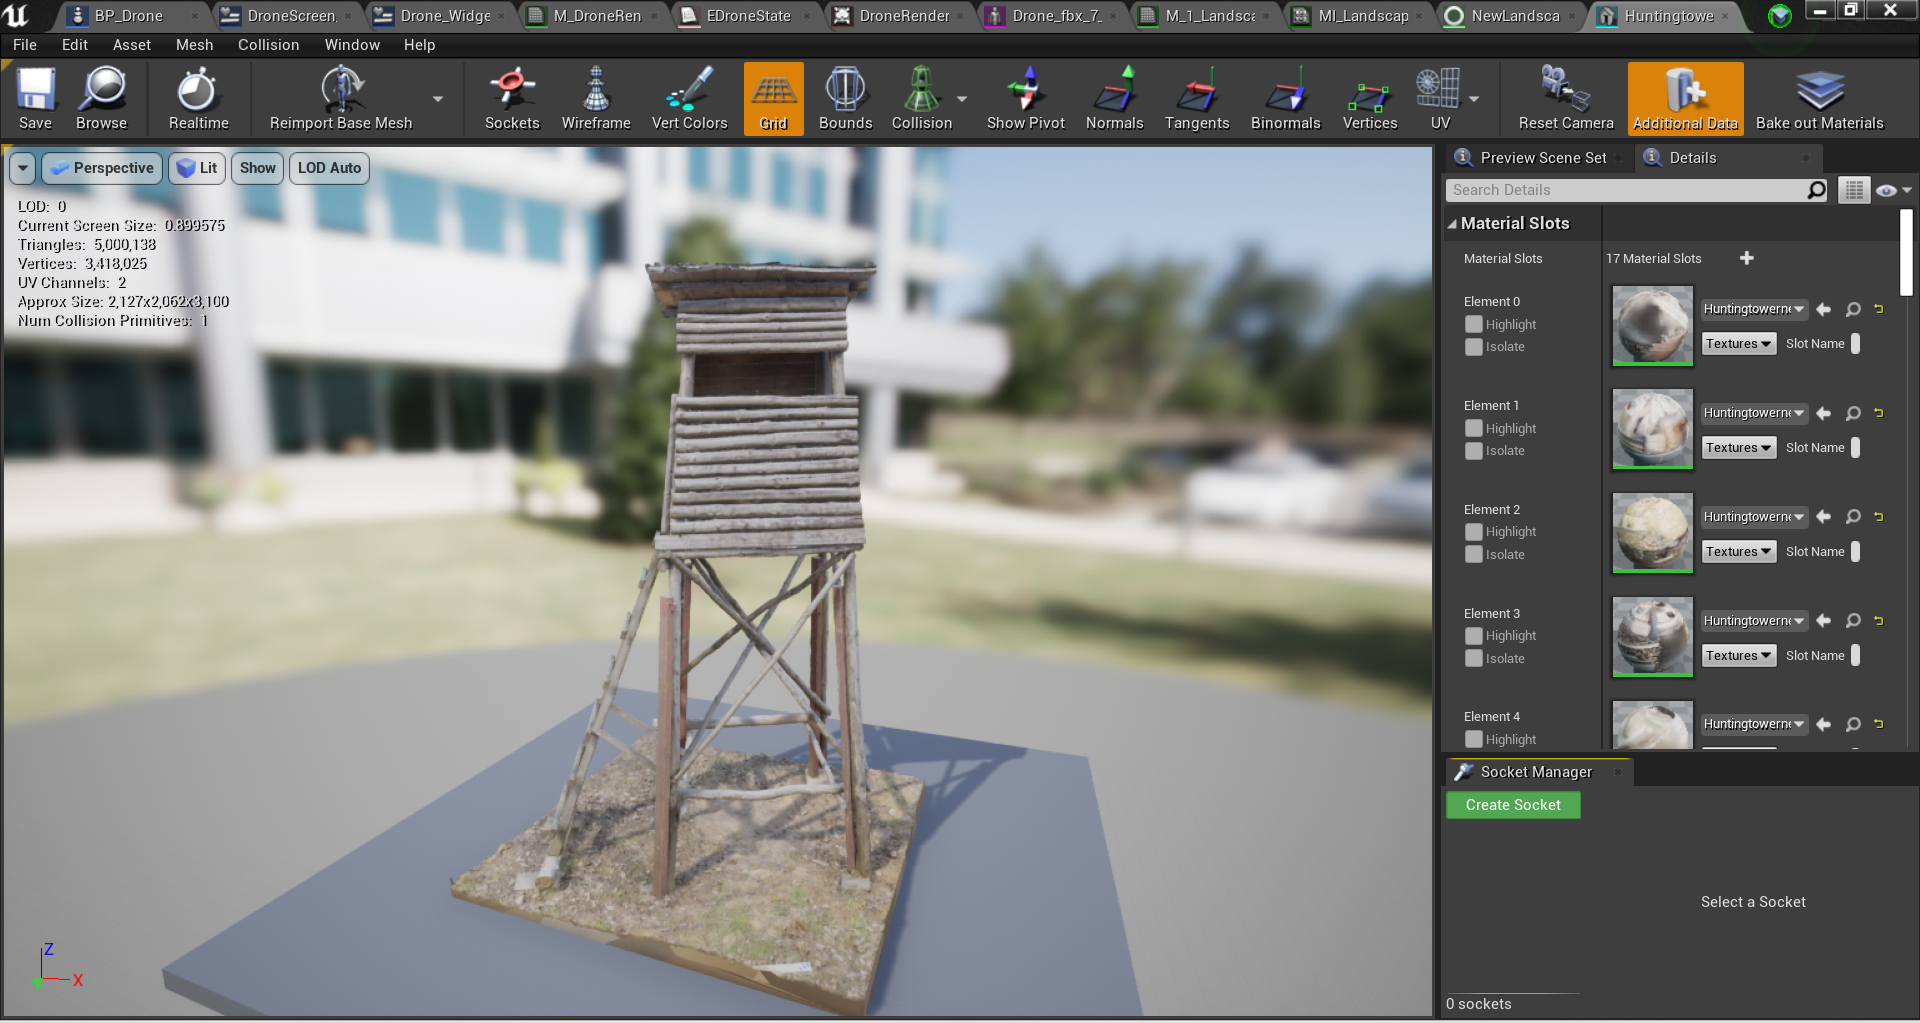 BP_Drone
DroneScreen_
Drone_Widge
M_DroneRen
EDroneState
DroneRender
Drone_fbx_7_
M_1_Landsca
MI_Landscap
NewLandsca
Huntingtowe
File Edit Asset Mesh Collision Window Help
Save Browse Realtime Reimport Base Mesh Sockets Wireframe Vert Colors Grid Bounds Collision Show Pivot Normals Tangents Binormals Vertices UV Reset Camera Additional Data Bake out Materials
Perspective Lit Show LOD Auto
LOD: 0
Current Screen Size: 0.899575
Triangles: 5,000,138
Vertices: 3,418,025
UV Channels: 2
Approx Size: 2,127x2,062x3,100
Num Collision Primitives: 1
Z
Y
X
Preview Scene Set Details
Search Details
Material Slots
Material Slots 17 Material Slots
Element 0
Huntingtowerne
Highlight
Isolate
Textures Slot Name
Element 1
Huntingtowerne
Highlight
Isolate
Textures Slot Name
Element 2
Huntingtowerne
Highlight
Isolate
Textures Slot Name
Element 3
Huntingtowerne
Highlight
Isolate
Textures Slot Name
Element 4
Huntingtowerne
Highlight
Socket Manager
Create Socket
Select a Socket
0 sockets